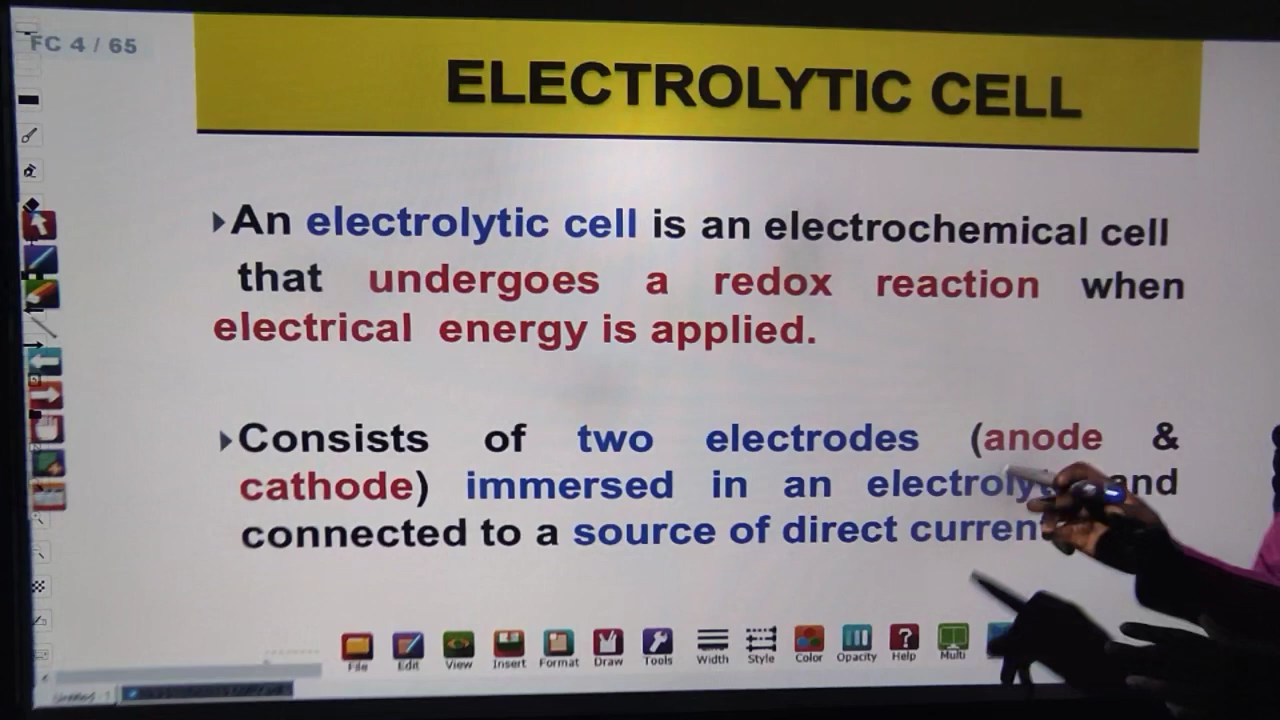 FC 4 / 65
ELECTROLYTIC CELL
An electrolytic cell is an electrochemical cell
that undergoes a redox reaction when
electrical energy is applied.
Consists of two electrodes (anode &
cathode) immersed in an and
connected to a source of direct
File Edit View Insert Format Draw Tools Width Style Color Opacity Help Multi